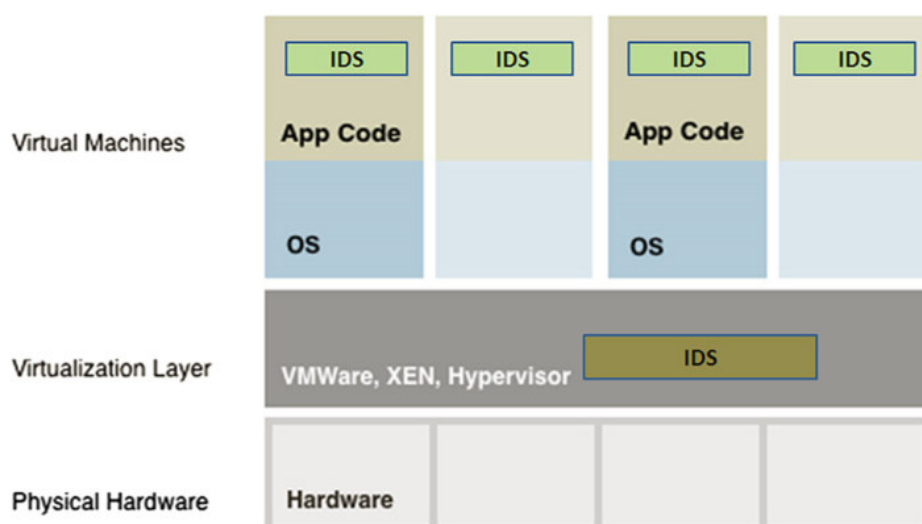 IDS IDS IDS IDS
Virtual Machines App Code App Code
OS OS
Virtualization Layer VMWare, XEN, Hypervisor IDS
Physical Hardware Hardware